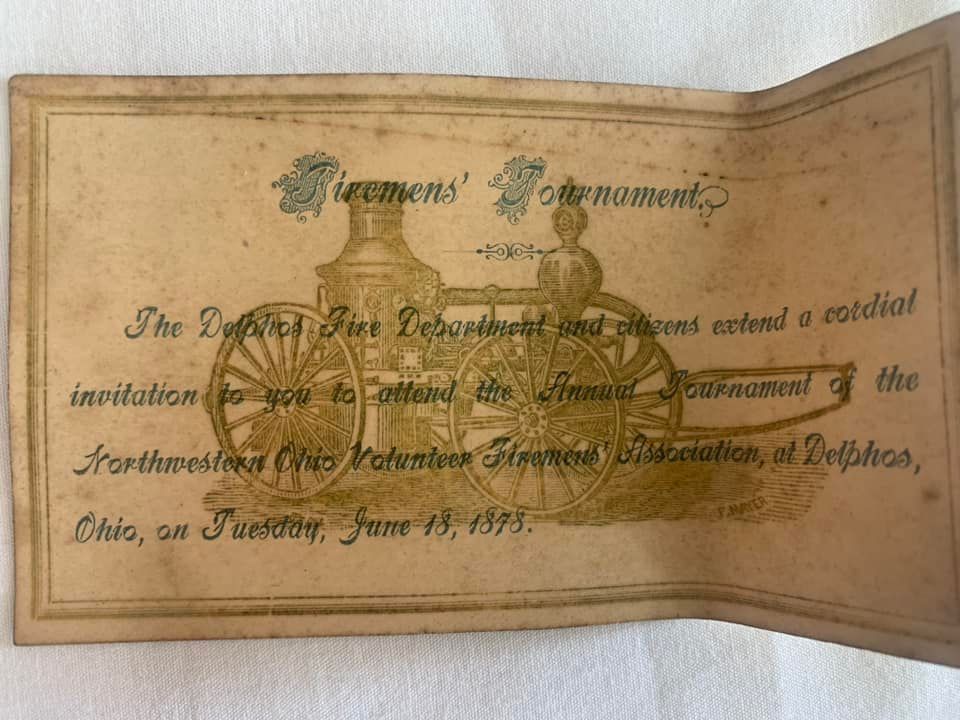 Firemens' Tournament.
The Delphos Fire Department and citizens extend a cordial
invitation to you to attend the Annual Tournament of the
Northwestern Ohio Volunteer Firemens' Association, at Delphos,
Ohio, on Tuesday, June 18, 1878.